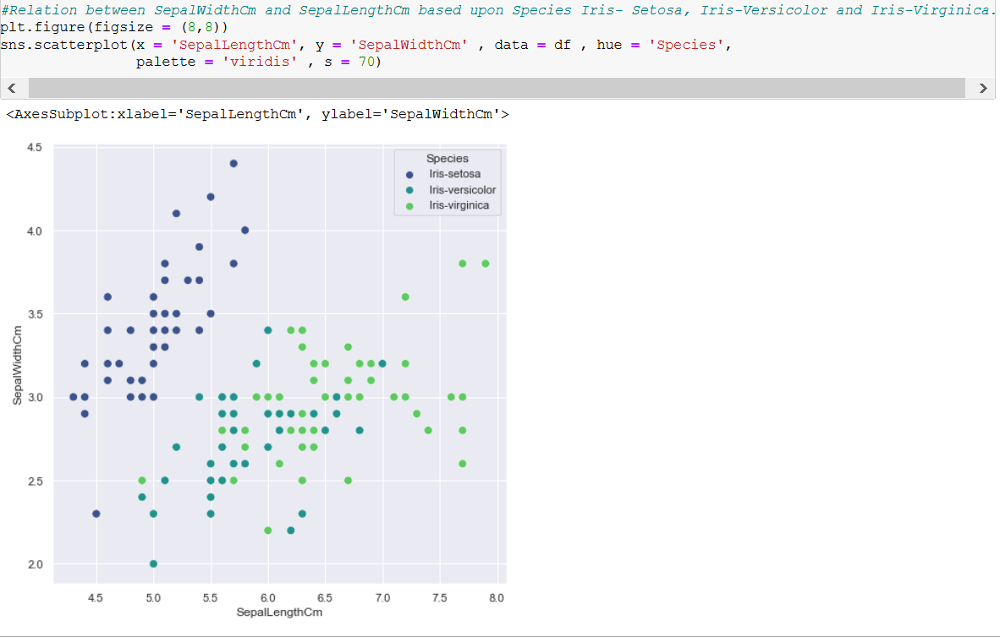 #Relation between SepalWidthCm and SepalLengthCm based upon Species Iris- Setosa, Iris-Versicolor and Iris-Virginica.
plt.figure(figsize = (8,8))
sns.scatterplot(x = 'SepalLengthCm', y = 'SepalWidthCm' , data = df , hue = 'Species',
palette = 'viridis' , s = 70)
<AxesSubplot:xlabel='SepalLengthCm', ylabel='SepalWidthCm'>
Species
Iris-setosa
Iris-versicolor
Iris-virginica
4.5
4.0
3.5
3.0
2.5
2.0
SepalWidthCm
4.5 5.0 5.5 6.0 6.5 7.0 7.5 8.0
SepalLengthCm